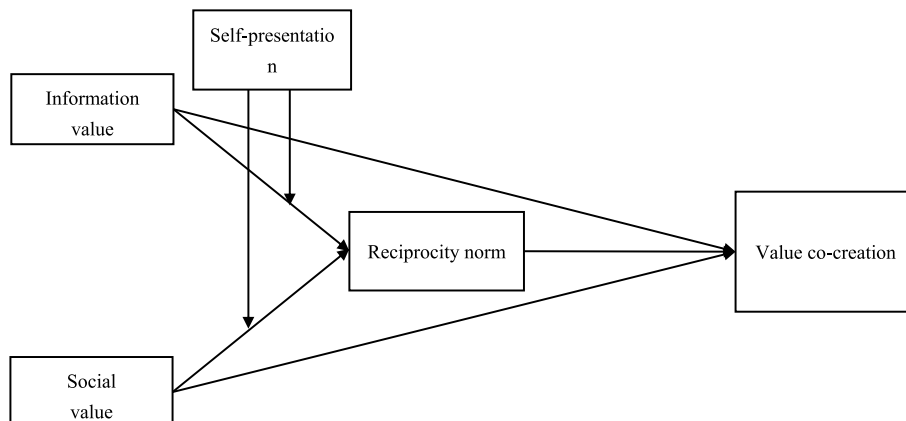 Self-presentatio
n
Information
value
Reciprocity norm
Value co-creation
Social
value